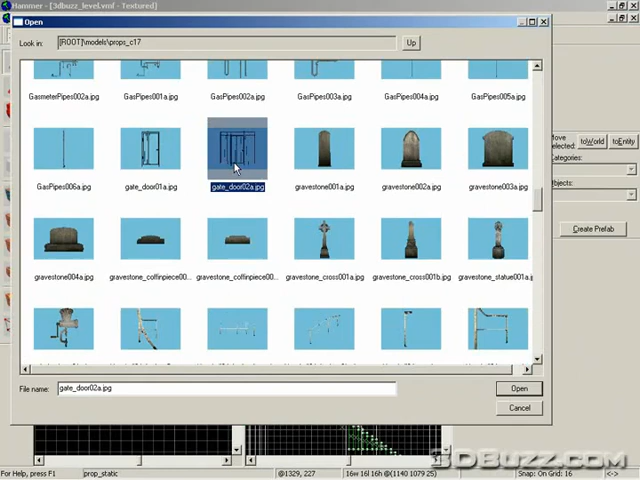 Hammer - [3dbuzz_level.vmf - Textured]
Open
Look in:
[ROOT]\models\props_c17
Up
GasmeterPipes002a.jpg
GasPipes001a.jpg
GasPipes002a.jpg
GasPipes003a.jpg
GasPipes004a.jpg
GasPipes005a.jpg
GasPipes006a.jpg
gate_door01a.jpg
gate_door02a.jpg
gravestone001a.jpg
gravestone002a.jpg
gravestone003a.jpg
gravestone004a.jpg
gravestone_coffinpiece00...
gravestone_coffinpiece00...
gravestone_cross001a.jpg
gravestone_cross001b.jpg
gravestone_statue001a.j
File name:
gate_door02a.jpg
Open
Cancel
Move
selected:
toWorld
toEntity
Categories:
Objects:
Create Prefab
3DBUZZ.COM
For Help, press F1
prop_static
@1329, 227
16w 16l 16h @(1140 1079 25)
Snap: On Grid: 16
<->